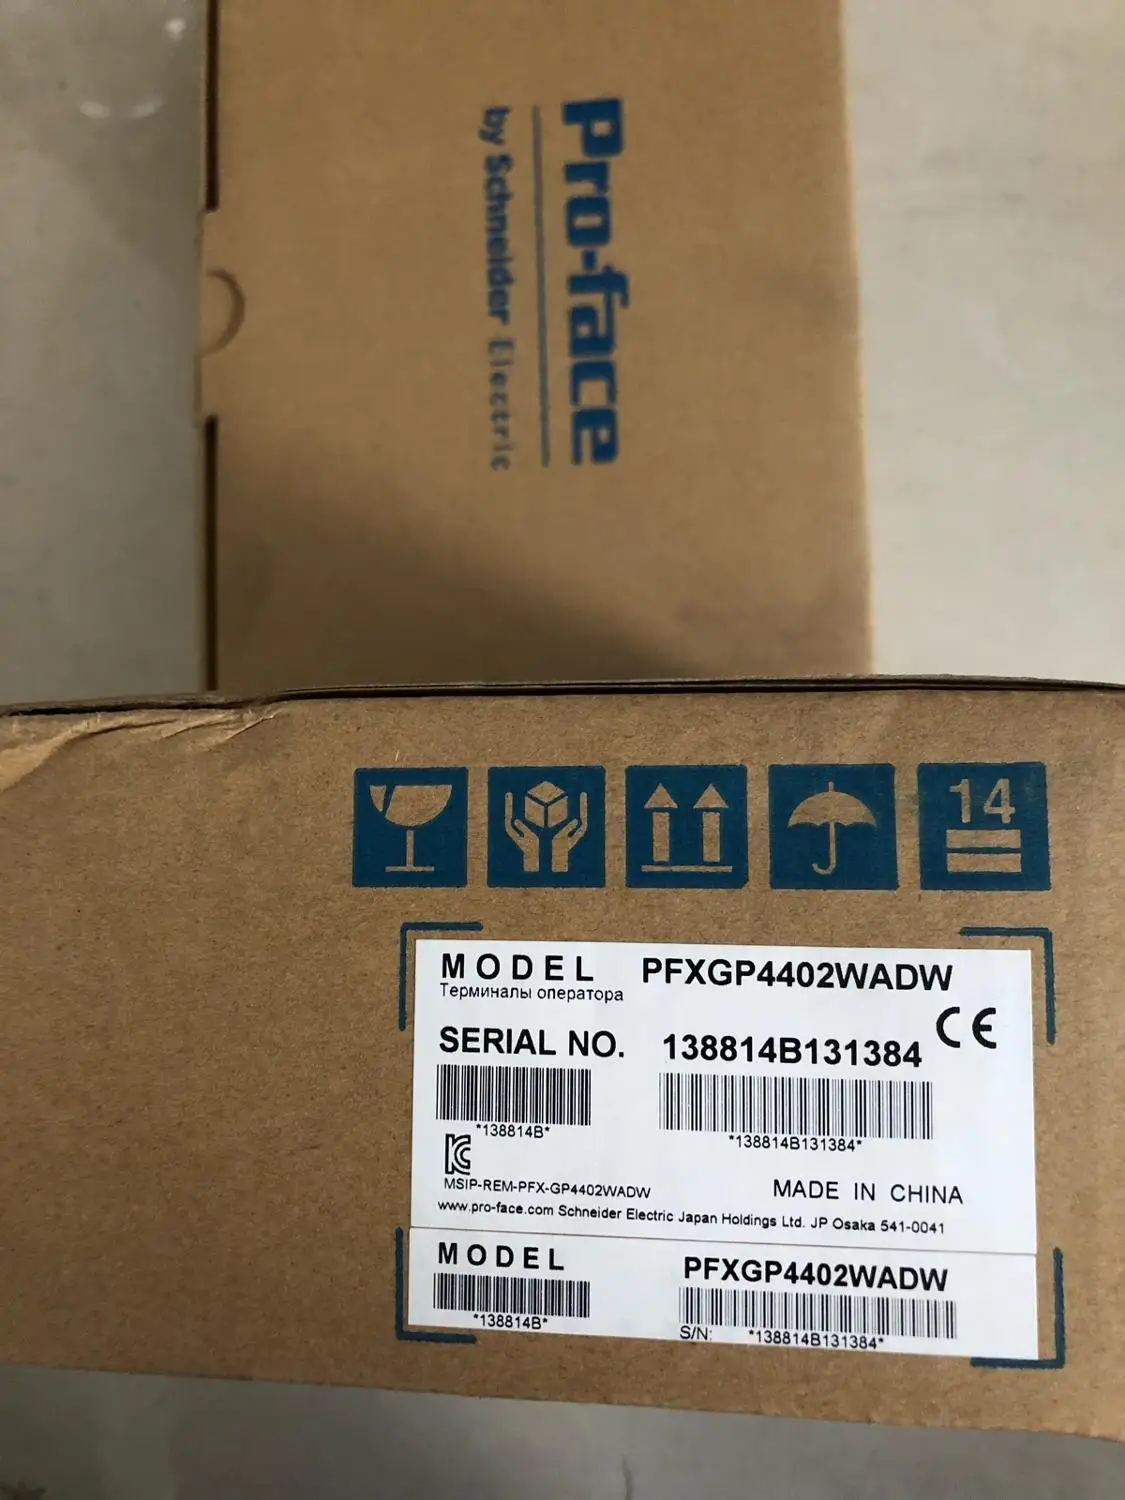 Pro-face
by Schneider Electric
14
MODEL PFXGP4402WADW
Терминалы оператора
CE
SERIAL NO. 138814B131384
*138814B* *138814B131384*
MSIP-REM-PFX-GP4402WADW
MADE IN CHINA
www.pro-face.com Schneider Electric Japan Holdings Ltd. JP Osaka 541-0041
MODEL PFXGP4402WADW
*138814B* S/N: *138814B131384*